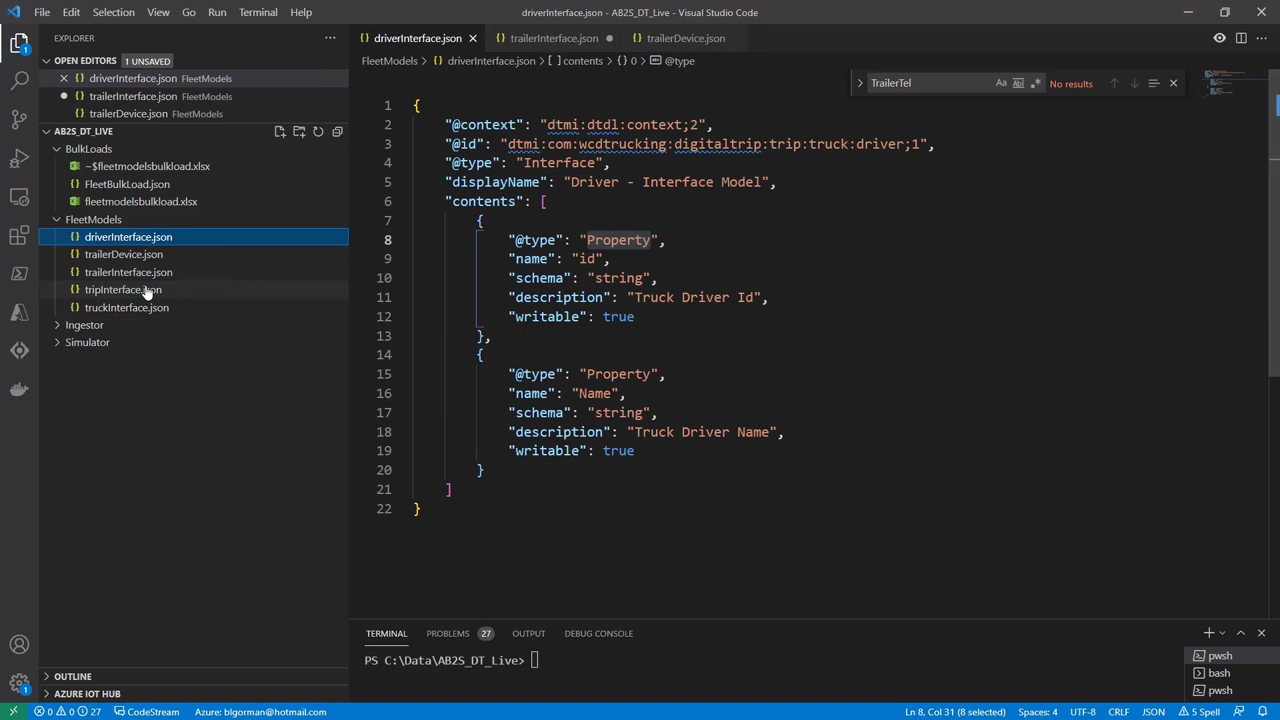 File Edit Selection View Go Run Terminal Help
driverInterface.json - AB2S_DT_Live - Visual Studio Code
EXPLORER
OPEN EDITORS 1 UNSAVED
driverInterface.json FleetModels
trailerInterface.json FleetModels
trailerDevice.json FleetModels
AB2S_DT_LIVE
BulkLoads
~$fleetmodelsbulkload.xlsx
FleetBulkLoad.json
fleetmodelsbulkload.xlsx
FleetModels
driverInterface.json
trailerDevice.json
trailerInterface.json
tripInterface.json
truckInterface.json
Ingestor
Simulator
OUTLINE
AZURE IOT HUB
driverInterface.json trailerInterface.json trailerDevice.json
FleetModels > driverInterface.json > [ ] contents > {} 0 > @type
TrailerTel Aa Abl .* No results
1 {
2 "@context": "dtmi:dtdl:context;2",
3 "@id": "dtmi:com:wcdtrucking:digitaltrip:trip:truck:driver;1",
4 "@type": "Interface",
5 "displayName": "Driver - Interface Model",
6 "contents": [
7 {
8 "@type": "Property",
9 "name": "id",
10 "schema": "string",
11 "description": "Truck Driver Id",
12 "writable": true
13 },
14 {
15 "@type": "Property",
16 "name": "Name",
17 "schema": "string",
18 "description": "Truck Driver Name",
19 "writable": true
20 }
21 ]
22 }
TERMINAL PROBLEMS 27 OUTPUT DEBUG CONSOLE
PS C:\Data\AB2S_DT_Live>
pwsh
bash
pwsh
1
1
0 0 27 CodeStream Azure: blgorman@hotmail.com Ln 8, Col 31 (8 selected) Spaces: 4 UTF-8 CRLF JSON 5 Spell